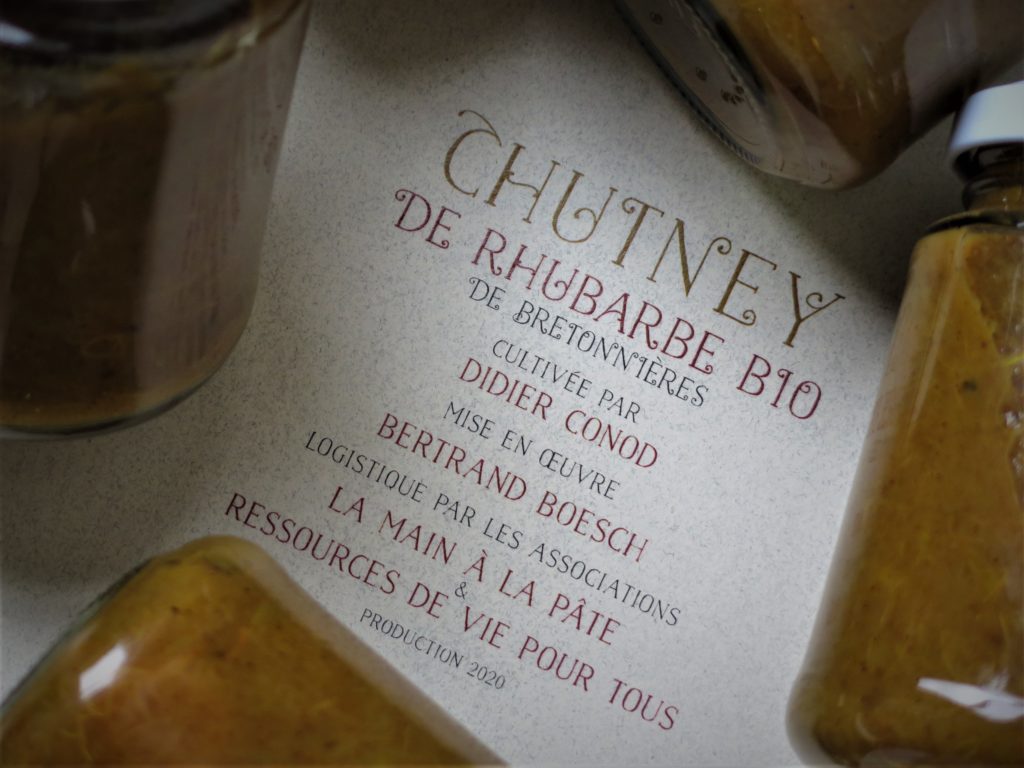 CHUTNEY
DE RHUBARBE BIO
DE BRETONNIÈRES
CULTIVÉE PAR
DIDIER CONOD
MISE EN ŒUVRE
BERTRAND BOESCH
LOGISTIQUE PAR LES ASSOCIATIONS
LA MAIN À LA PÂTE
&
RESSOURCES DE VIE POUR TOUS
PRODUCTION 2020